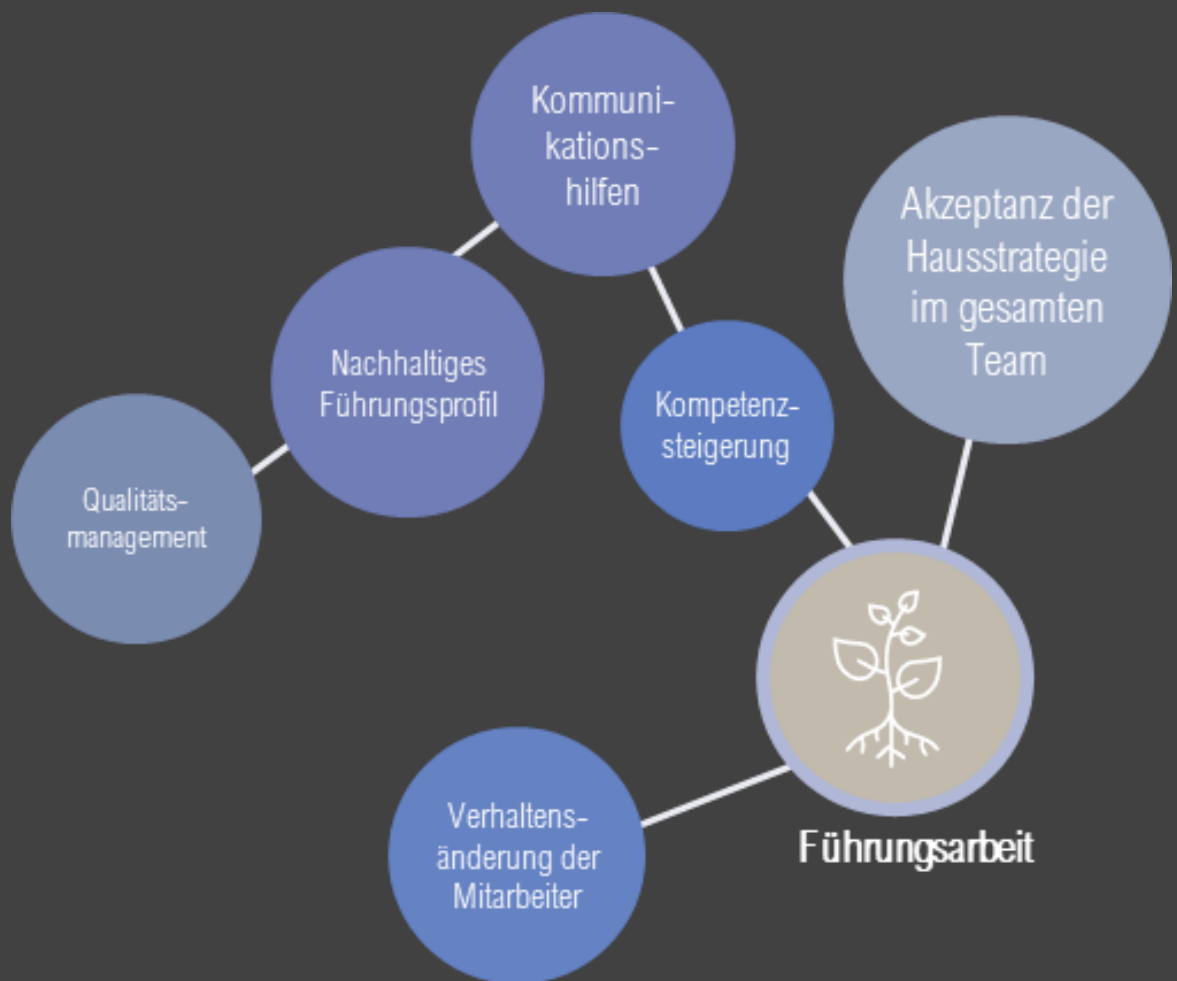 Kommuni-
kations-
hilfen
Akzeptanz der
Hausstrategie
im gesamten
Team
Nachhaltiges
Führungsprofil
Kompetenz-
steigerung
Qualitäts-
management
Verhaltens-
änderung der
Mitarbeiter
Führungsarbeit